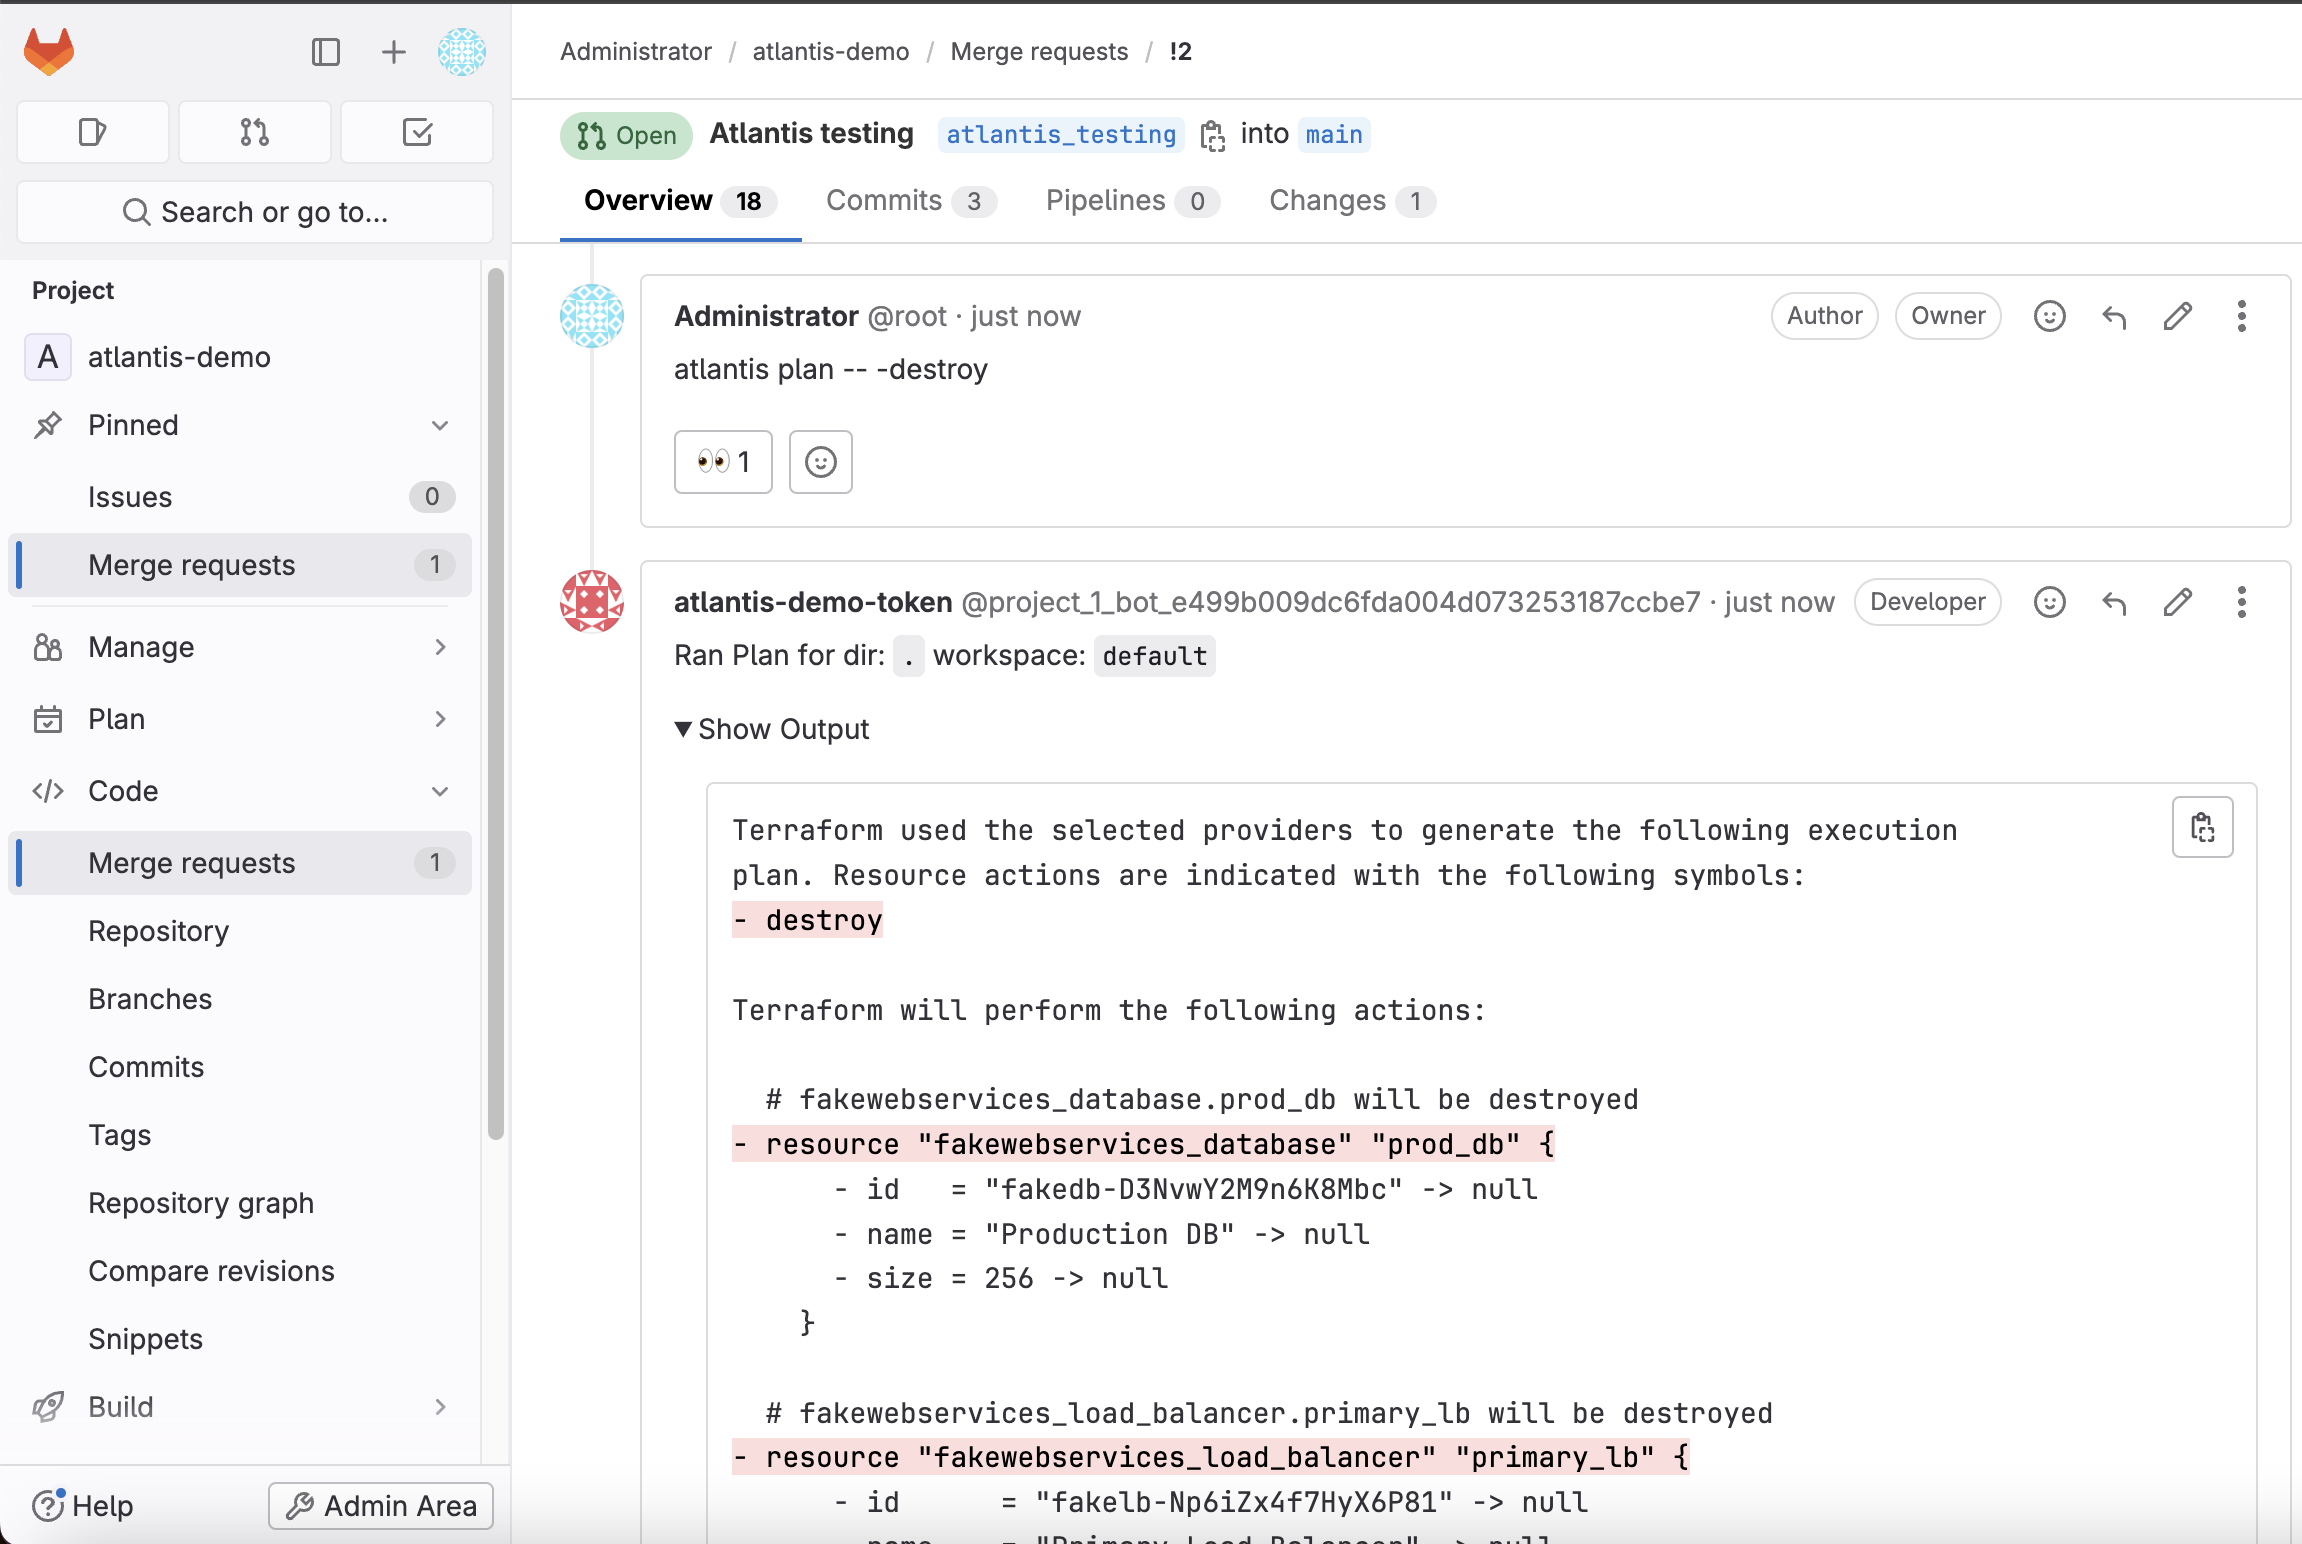 Administrator / atlantis-demo / Merge requests / !2
Open Atlantis testing atlantis_testing into main
Overview 18 Commits 3 Pipelines 0 Changes 1
Search or go to...
Project
A atlantis-demo
Pinned
Issues 0
Merge requests 1
Manage
Plan
Code
Merge requests 1
Repository
Branches
Commits
Tags
Repository graph
Compare revisions
Snippets
Build
Help Admin Area
Administrator @root · just now Author Owner
atlantis plan -- -destroy
👀 1
atlantis-demo-token @project_1_bot_e499b009dc6fda004d073253187ccbe7 · just now Developer
Ran Plan for dir: . workspace: default
▼ Show Output
Terraform used the selected providers to generate the following execution
plan. Resource actions are indicated with the following symbols:
- destroy
Terraform will perform the following actions:
# fakewebservices_database.prod_db will be destroyed
- resource "fakewebservices_database" "prod_db" {
- id   = "fakedb-D3NvwY2M9n6K8Mbc" -> null
- name = "Production DB" -> null
- size = 256 -> null
}
# fakewebservices_load_balancer.primary_lb will be destroyed
- resource "fakewebservices_load_balancer" "primary_lb" {
- id      = "fakelb-Np6iZx4f7HyX6P81" -> null
- name    = "Primary Load Balancer" -> null